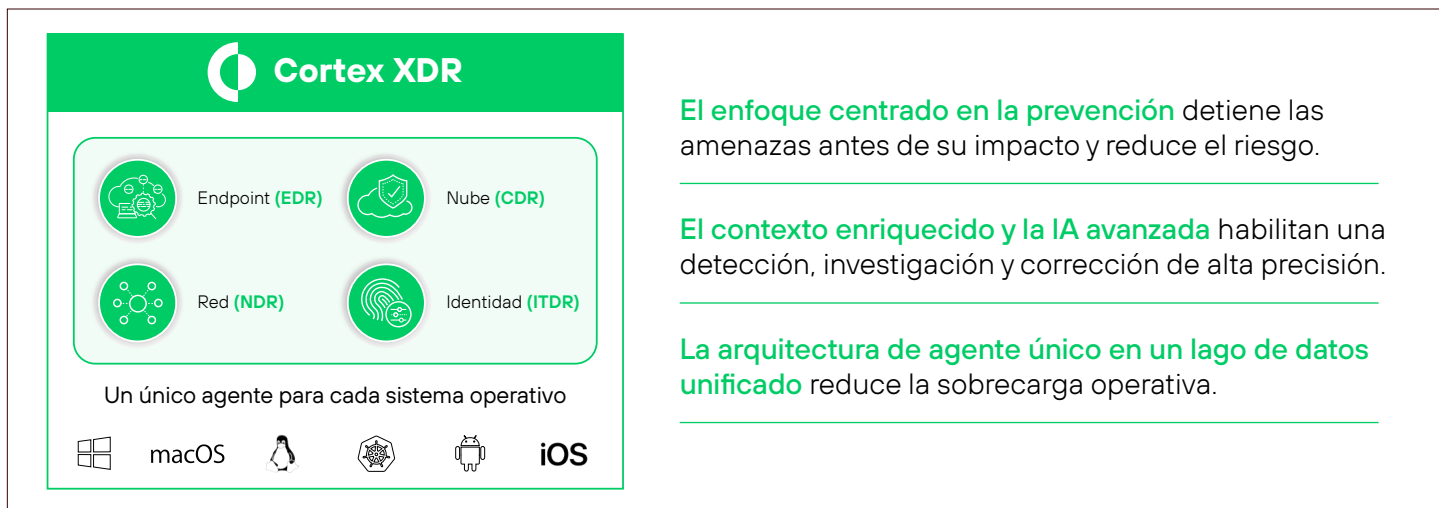 Cortex XDR
Endpoint (EDR)
Nube (CDR)
Red (NDR)
Identidad (ITDR)
Un único agente para cada sistema operativo
macOS
iOS
El enfoque centrado en la prevención detiene las
amenazas antes de su impacto y reduce el riesgo.
El contexto enriquecido y la IA avanzada habilitan una
detección, investigación y corrección de alta precisión.
La arquitectura de agente único en un lago de datos
unificado reduce la sobrecarga operativa.